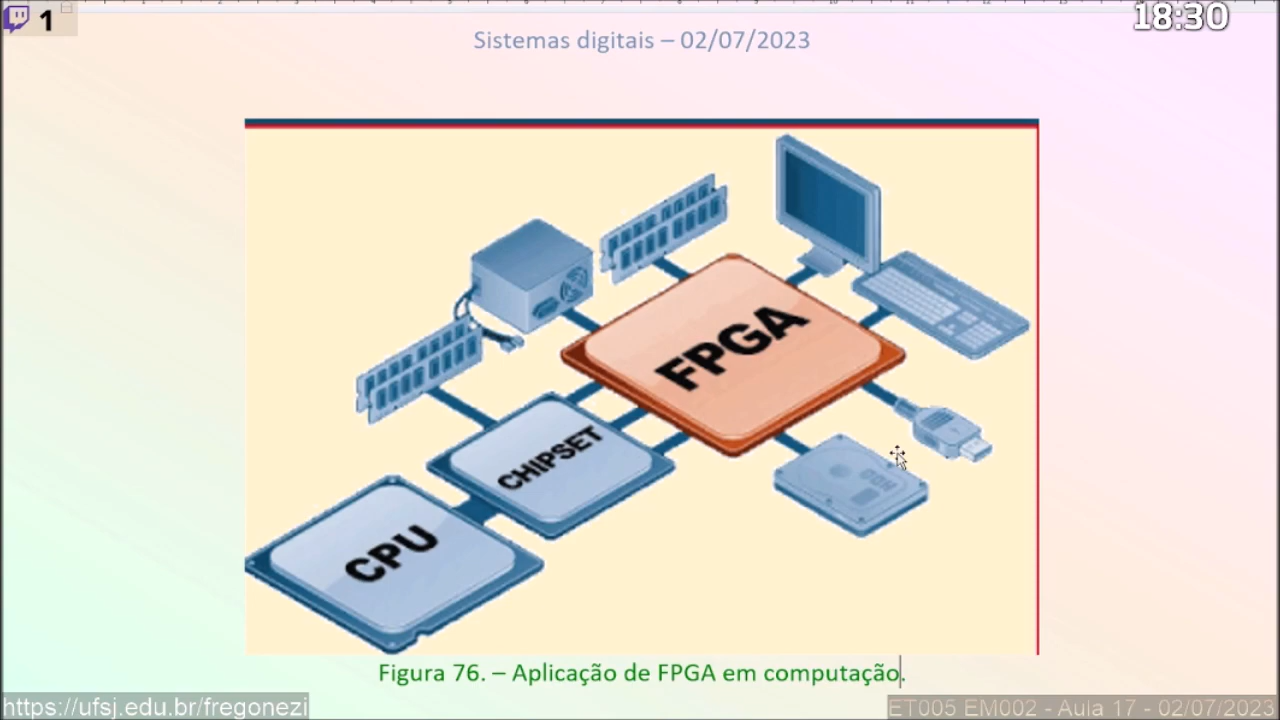 1
18:30
Sistemas digitais – 02/07/2023
FPGA
CHIPSET
HDD
CPU
Figura 76. – Aplicação de FPGA em computação.
https://ufsj.edu.br/fregonezi
ET005 EM002 - Aula 17 - 02/07/2023